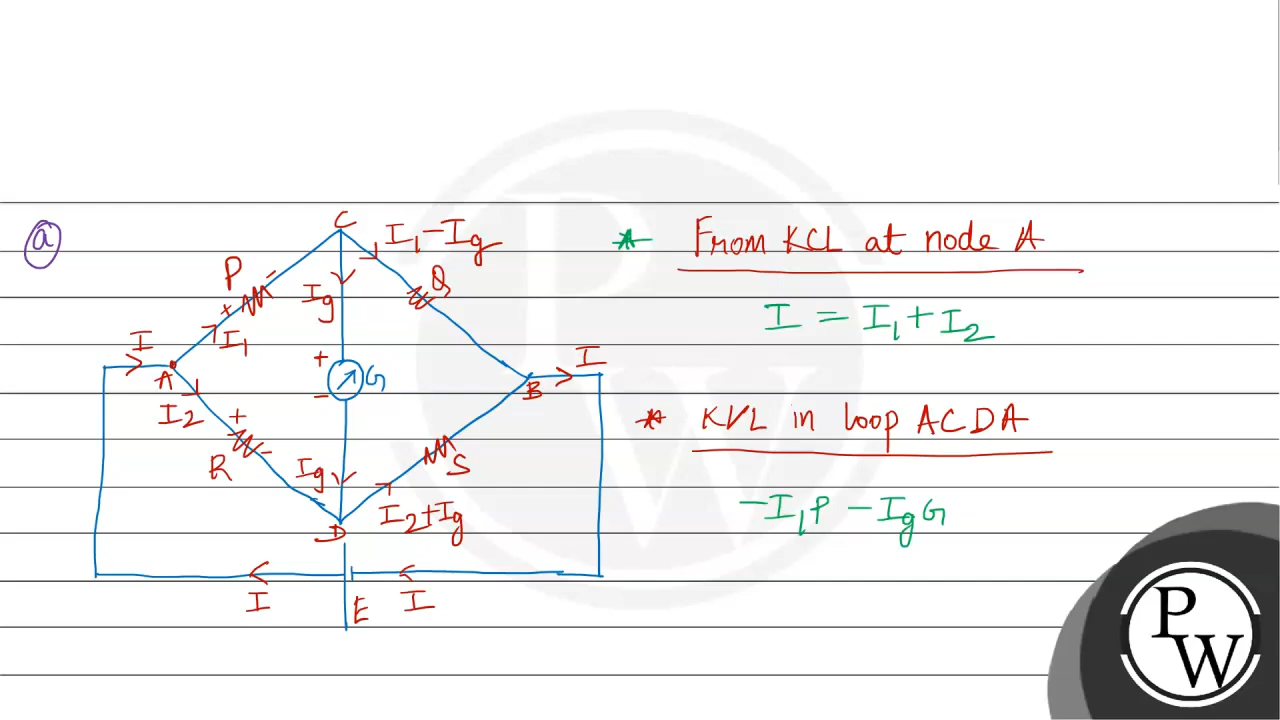 a
C
I₁ - Ig
P
Q
+
-
Ig
I₁
I
A
+
G
-
I
B
I₂
+
-
R
Ig
S
D
I₂ + Ig
I
E
I
* From KCL at node A
I = I₁ + I₂
* KVL in loop ACDA
-I₁P - IgG
P
W
P
W